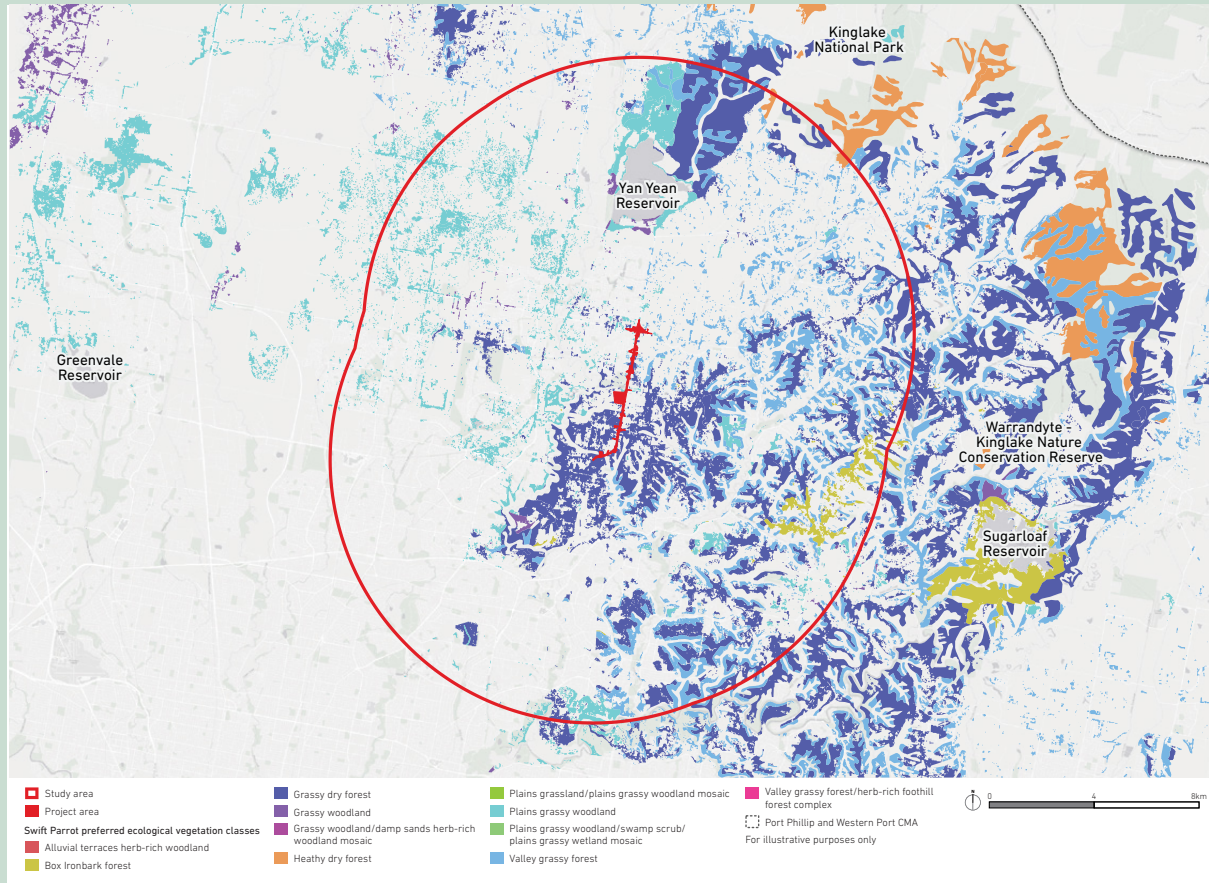 Kinglake
National Park
Yan Yean
Reservoir
Greenvale
Reservoir
Warrandyte -
Kinglake Nature
Conservation Reserve
Sugarloaf
Reservoir
Study area
Project area
Swift Parrot preferred ecological vegetation classes
Alluvial terraces herb-rich woodland
Box Ironbark forest
Grassy dry forest
Grassy woodland
Grassy woodland/damp sands herb-rich
woodland mosaic
Heathy dry forest
Plains grassland/plains grassy woodland mosaic
Plains grassy woodland
Plains grassy woodland/swamp scrub/
plains grassy wetland mosaic
Valley grassy forest
Valley grassy forest/herb-rich foothill
forest complex
Port Phillip and Western Port CMA
For illustrative purposes only
0 4 8km